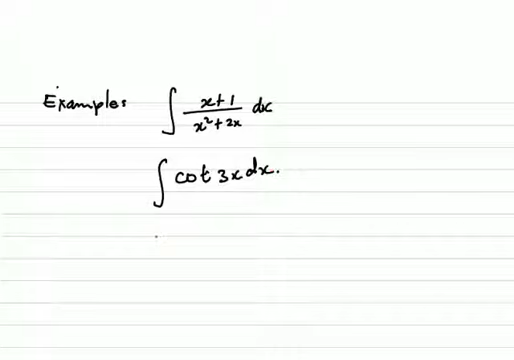 Examples ∫ x+1 / x²+2x dx
∫ cot 3x dx.